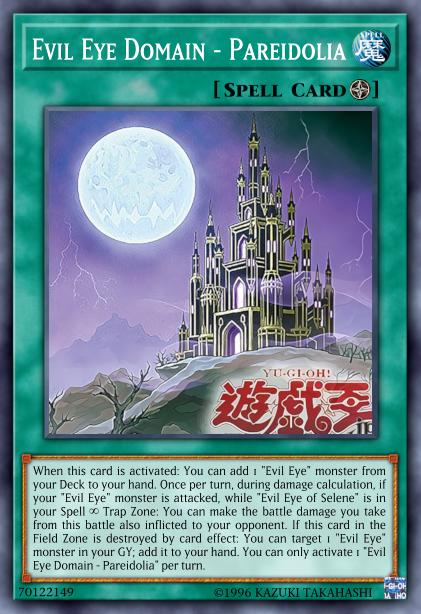 Evil Eye Domain - Pareidolia
SPELL
魔
[Spell Card]
YU-GI-OH!
遊戯王
When this card is activated: You can add 1 "Evil Eye" monster from
your Deck to your hand. Once per turn, during damage calculation, if
your "Evil Eye" monster is attacked, while "Evil Eye of Selene" is in
your Spell ∞ Trap Zone: You can make the battle damage you take
from this battle also inflicted to your opponent. If this card in the
Field Zone is destroyed by card effect: You can target 1 "Evil Eye"
monster in your GY; add it to your hand. You can only activate 1 "Evil
Eye Domain - Pareidolia" per turn.
70122149
©1996 KAZUKI TAKAHASHI